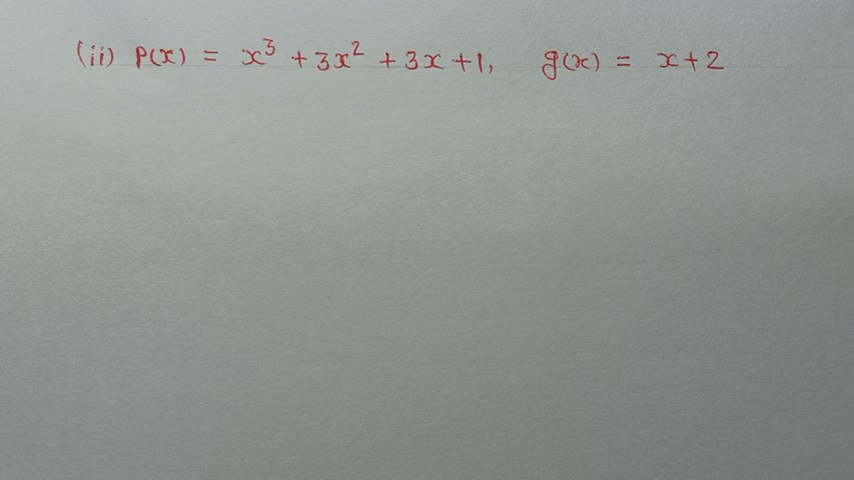 (ii) p(x) = x³ + 3x² + 3x + 1, g(x) = x + 2